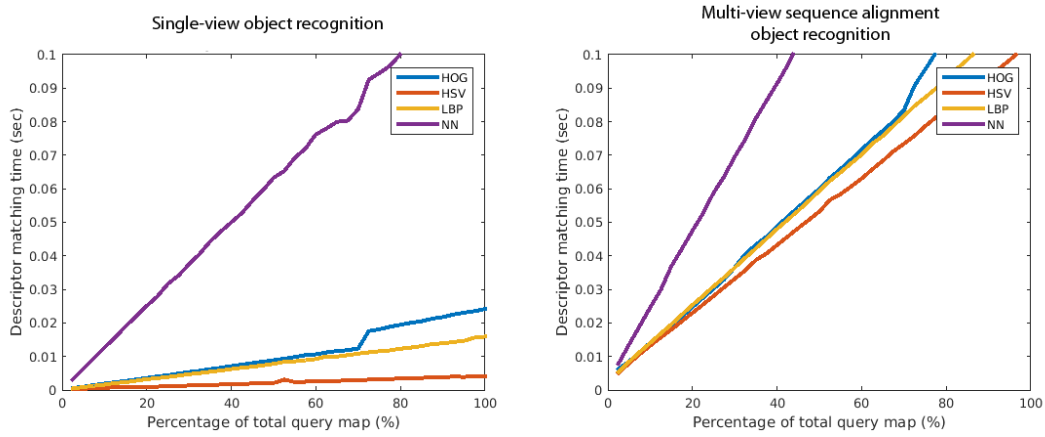 Single-view object recognition
0.1
0.09
0.08
0.07
0.06
0.05
0.04
0.03
0.02
0.01
0
Descriptor matching time (sec)
HOG
HSV
LBP
NN
0 20 40 60 80 100
Percentage of total query map (%)
Multi-view sequence alignment
object recognition
0.1
0.09
0.08
0.07
0.06
0.05
0.04
0.03
0.02
0.01
0
Descriptor matching time (sec)
HOG
HSV
LBP
NN
0 20 40 60 80 100
Percentage of total query map (%)